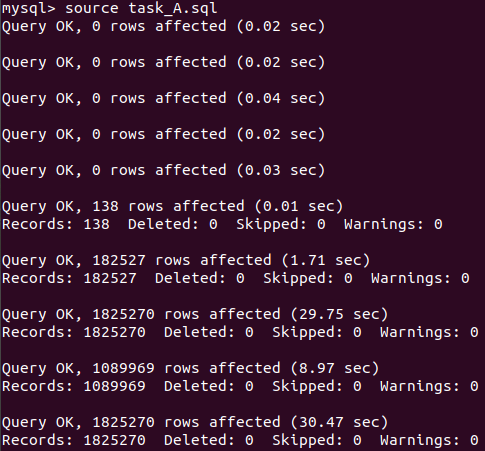 mysql> source task_A.sql
Query OK, 0 rows affected (0.02 sec)
Query OK, 0 rows affected (0.02 sec)
Query OK, 0 rows affected (0.04 sec)
Query OK, 0 rows affected (0.02 sec)
Query OK, 0 rows affected (0.03 sec)
Query OK, 138 rows affected (0.01 sec)
Records: 138  Deleted: 0  Skipped: 0  Warnings: 0
Query OK, 182527 rows affected (1.71 sec)
Records: 182527  Deleted: 0  Skipped: 0  Warnings: 0
Query OK, 1825270 rows affected (29.75 sec)
Records: 1825270  Deleted: 0  Skipped: 0  Warnings: 0
Query OK, 1089969 rows affected (8.97 sec)
Records: 1089969  Deleted: 0  Skipped: 0  Warnings: 0
Query OK, 1825270 rows affected (30.47 sec)
Records: 1825270  Deleted: 0  Skipped: 0  Warnings: 0